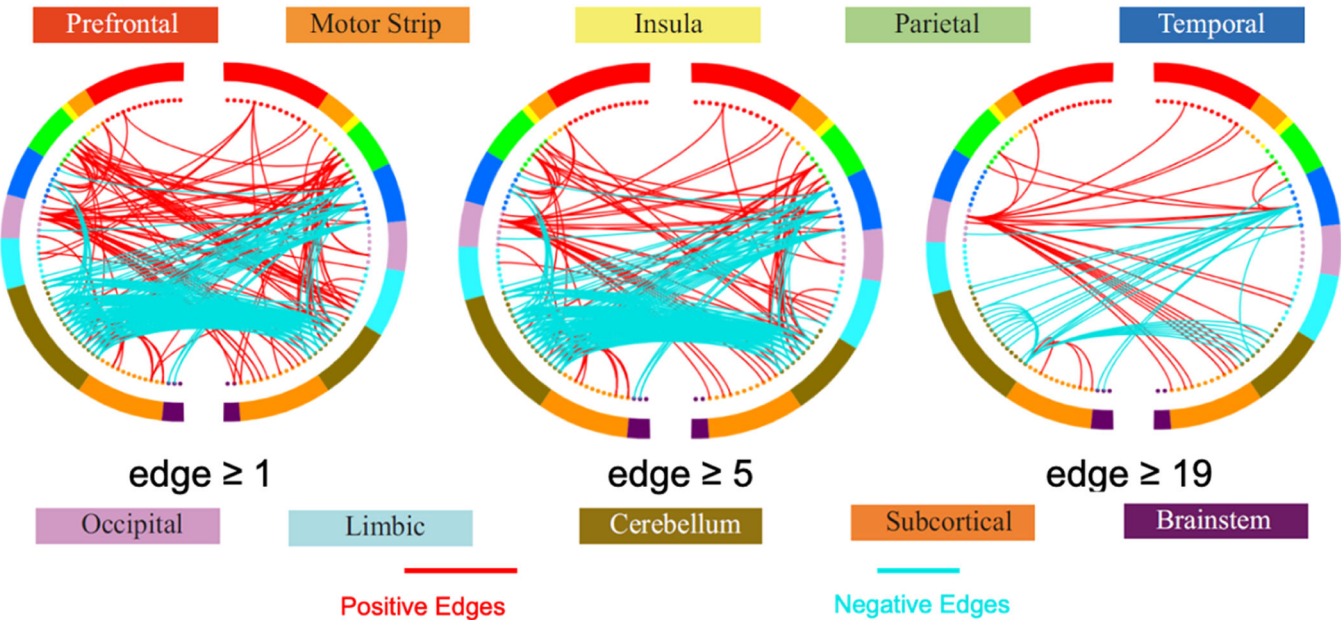 Prefrontal
Motor Strip
Insula
Parietal
Temporal
edge ≥ 1
edge ≥ 5
edge ≥ 19
Occipital
Limbic
Cerebellum
Subcortical
Brainstem
Positive Edges
Negative Edges